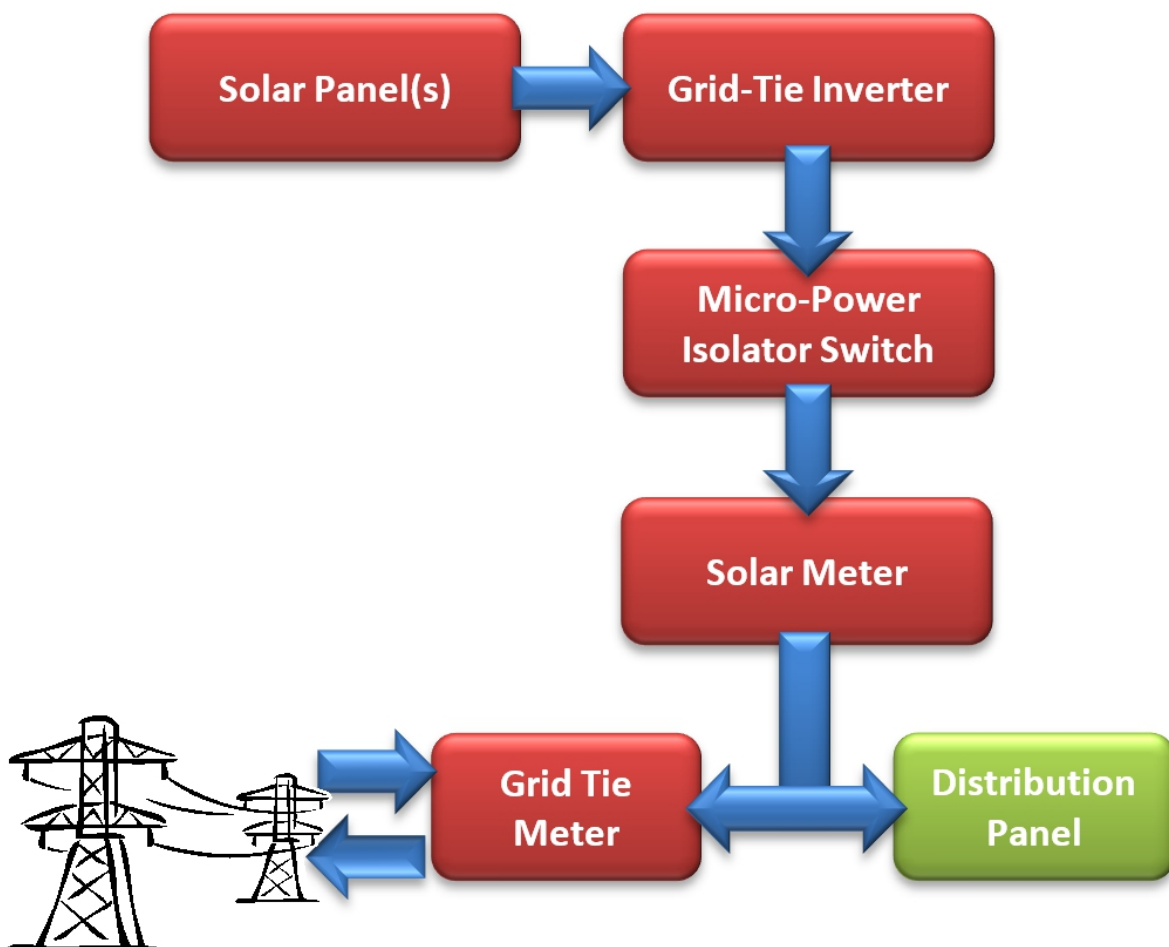 Solar Panel(s)
Grid-Tie Inverter
Micro-Power
Isolator Switch
Solar Meter
Grid Tie
Meter
Distribution
Panel